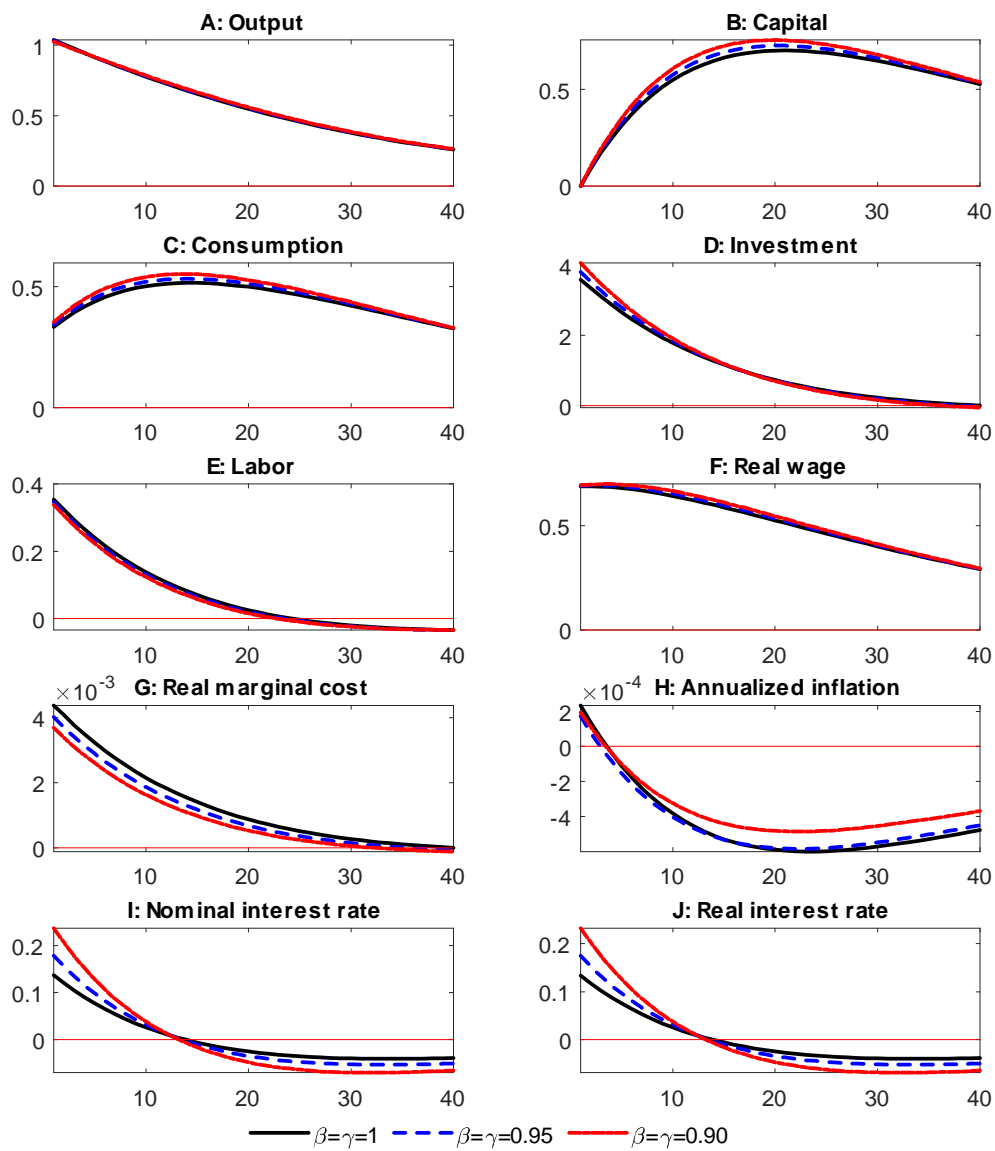 A: Output
1
0.5
0
10 20 30 40
B: Capital
0.5
0
10 20 30 40
C: Consumption
0.5
0
10 20 30 40
D: Investment
4
2
0
10 20 30 40
E: Labor
0.4
0.2
0
10 20 30 40
F: Real wage
0.5
0
10 20 30 40
G: Real marginal cost
×10⁻³
4
2
0
10 20 30 40
H: Annualized inflation
×10⁻⁴
2
0
-2
-4
10 20 30 40
I: Nominal interest rate
0.2
0.1
0
10 20 30 40
J: Real interest rate
0.2
0.1
0
10 20 30 40
β=γ=1 β=γ=0.95 β=γ=0.90